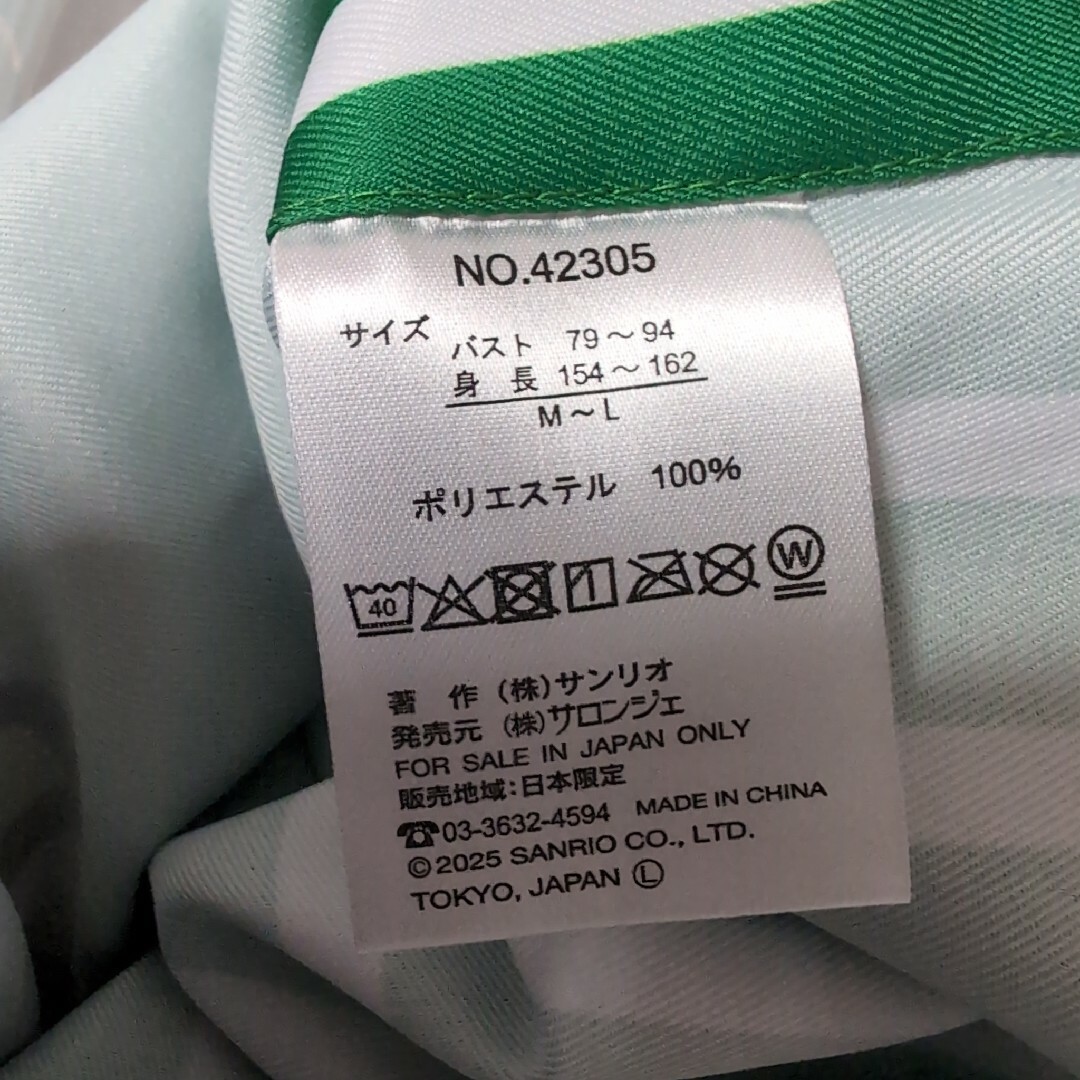 NO.42305
サイズ バスト 79～94
身長 154～162
M～L
ポリエステル 100%
40 W
著作 (株)サンリオ
発売元 (株)サロンジェ
FOR SALE IN JAPAN ONLY
販売地域:日本限定
☎03-3632-4594 MADE IN CHINA
©2025 SANRIO CO., LTD.
TOKYO, JAPAN Ⓛ